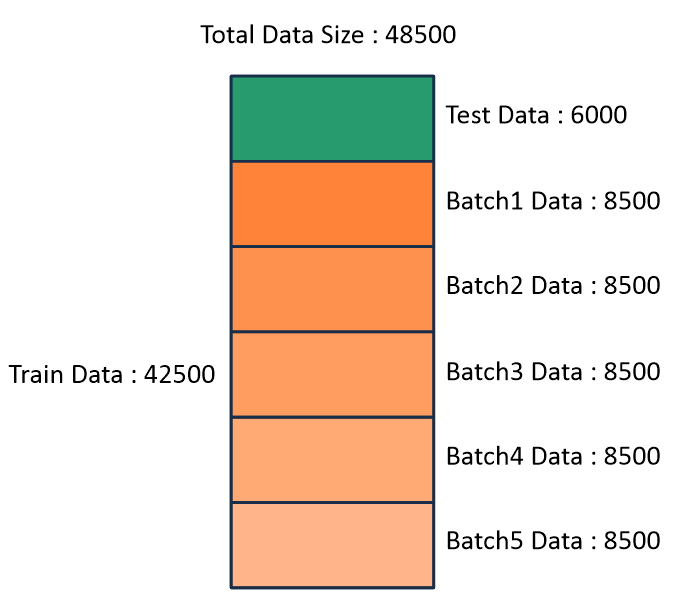 Total Data Size : 48500
Test Data : 6000
Batch1 Data : 8500
Batch2 Data : 8500
Train Data : 42500
Batch3 Data : 8500
Batch4 Data : 8500
Batch5 Data : 8500